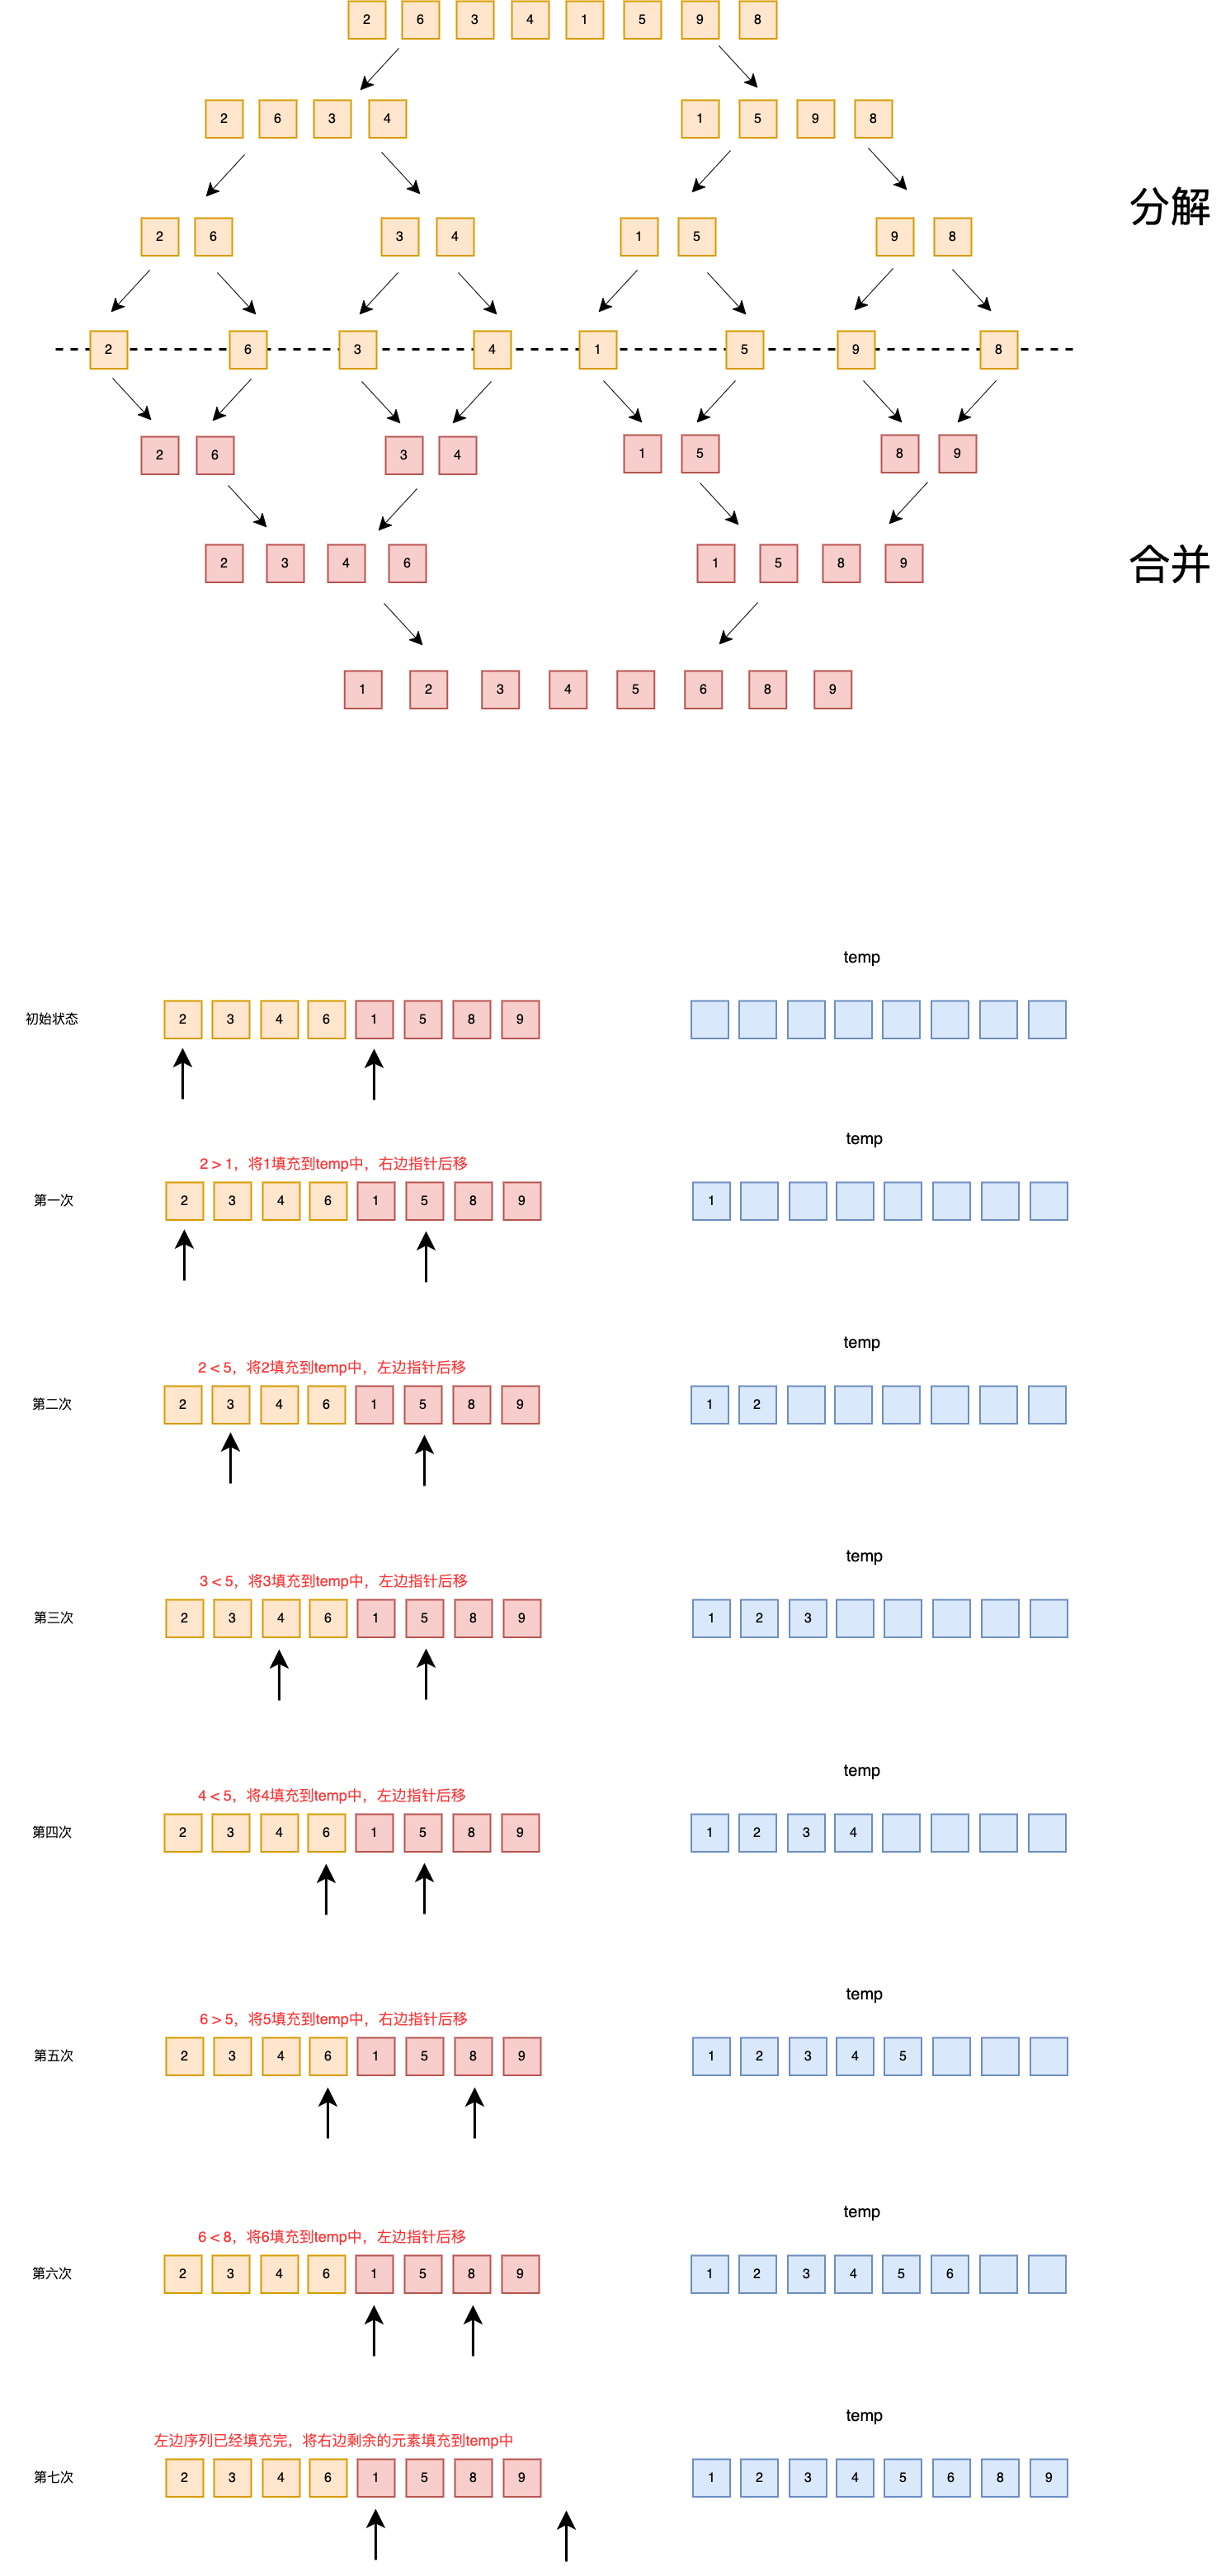 2 6 3 4 1 5 9 8
2 6 3 4 1 5 9 8
分解
2 6 3 4 1 5 9 8
2 6 3 4 1 5 9 8
2 6 3 4 1 5 8 9
合并
2 3 4 6 1 5 8 9
1 2 3 4 5 6 8 9
temp
初始状态 2 3 4 6 1 5 8 9
temp
2 > 1，将1填充到temp中，右边指针后移
第一次 2 3 4 6 1 5 8 9 1
temp
2 < 5，将2填充到temp中，左边指针后移
第二次 2 3 4 6 1 5 8 9 1 2
temp
3 < 5，将3填充到temp中，左边指针后移
第三次 2 3 4 6 1 5 8 9 1 2 3
temp
4 < 5，将4填充到temp中，左边指针后移
第四次 2 3 4 6 1 5 8 9 1 2 3 4
temp
6 > 5，将5填充到temp中，右边指针后移
第五次 2 3 4 6 1 5 8 9 1 2 3 4 5
temp
6 < 8，将6填充到temp中，左边指针后移
第六次 2 3 4 6 1 5 8 9 1 2 3 4 5 6
temp
左边序列已经填充完，将右边剩余的元素填充到temp中
第七次 2 3 4 6 1 5 8 9 1 2 3 4 5 6 8 9